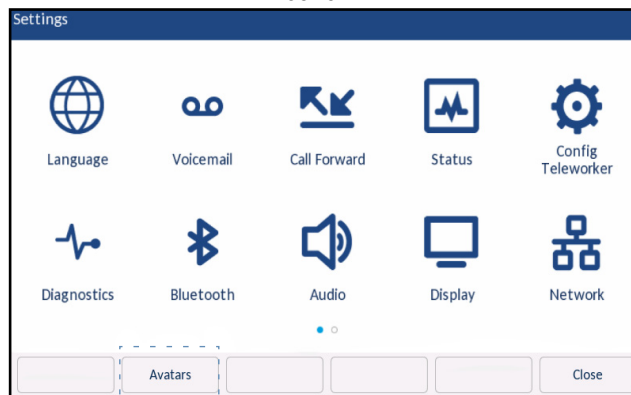 Settings
Language Voicemail Call Forward Status Config
Teleworker
Diagnostics Bluetooth Audio Display Network
Avatars Close